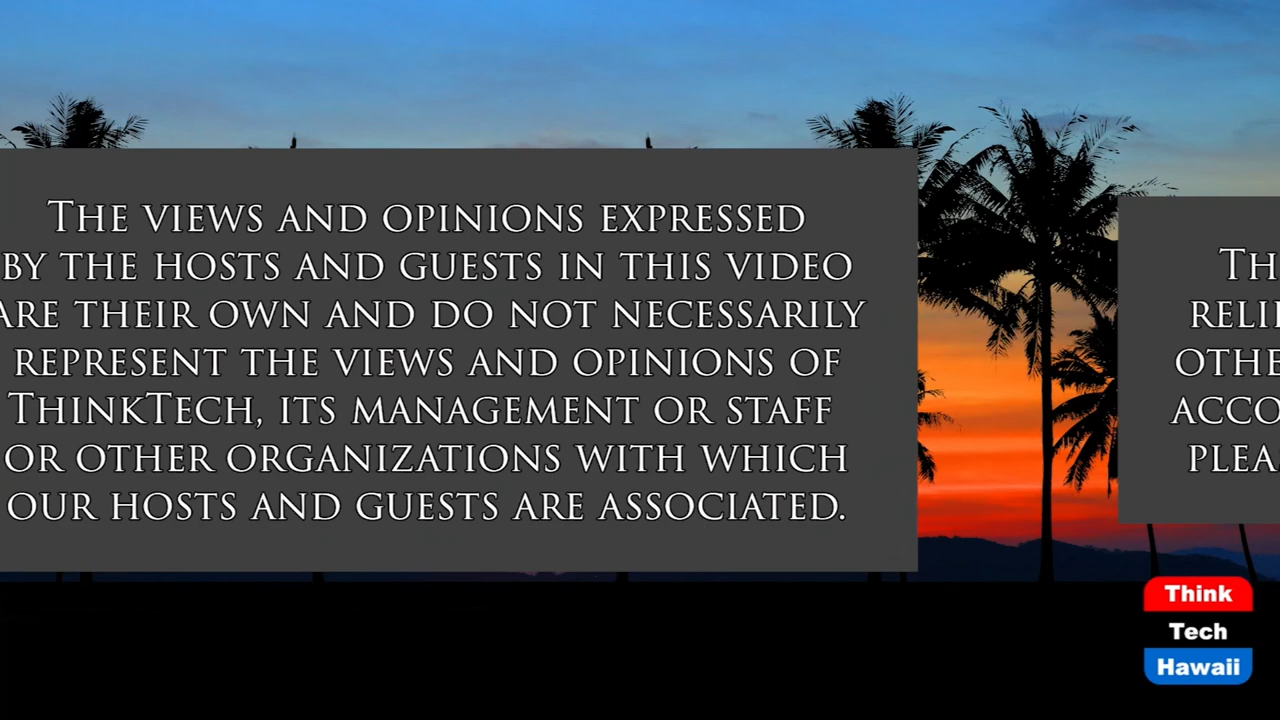 THE VIEWS AND OPINIONS EXPRESSED
BY THE HOSTS AND GUESTS IN THIS VIDEO
ARE THEIR OWN AND DO NOT NECESSARILY
REPRESENT THE VIEWS AND OPINIONS OF
THINKTECH, ITS MANAGEMENT OR STAFF
OR OTHER ORGANIZATIONS WITH WHICH
OUR HOSTS AND GUESTS ARE ASSOCIATED.
Think
Tech
Hawaii